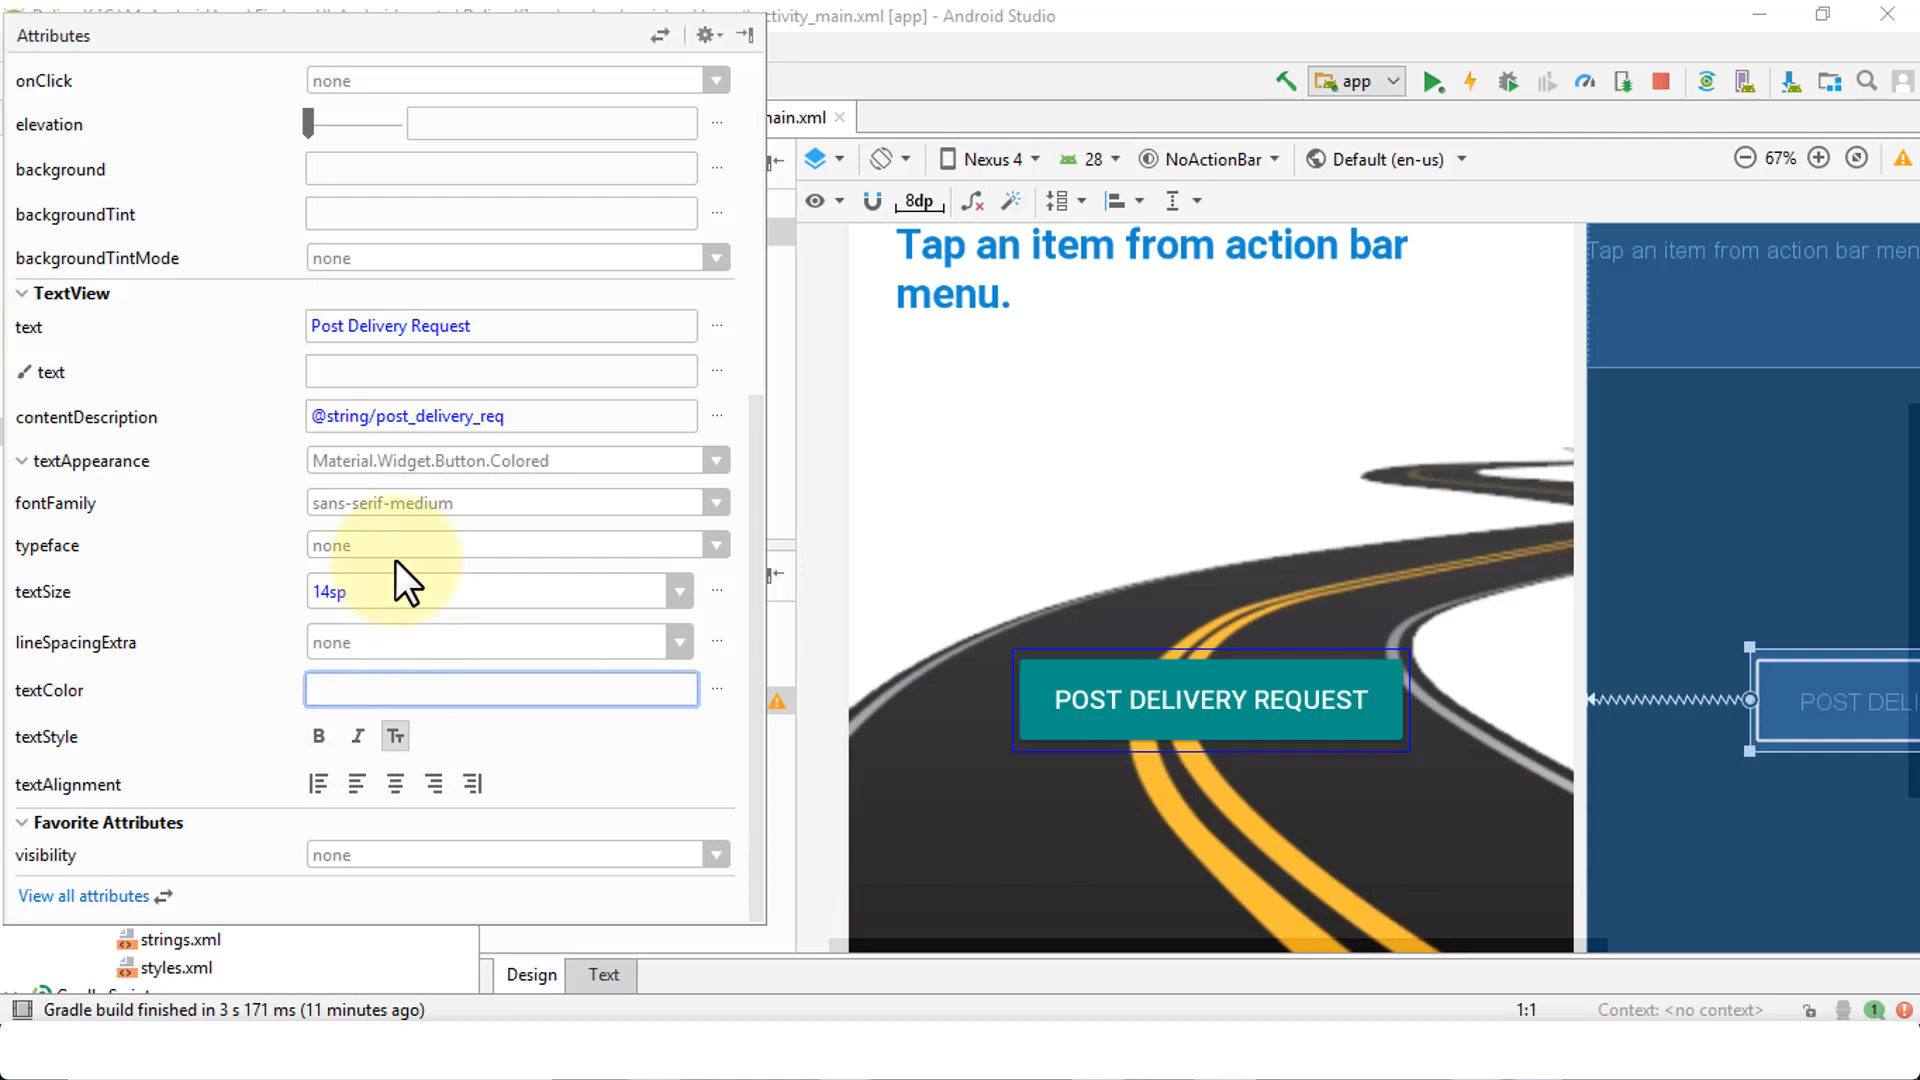 ctivity_main.xml [app] - Android Studio
Attributes
onClick
none
elevation
background
backgroundTint
backgroundTintMode
none
TextView
text
Post Delivery Request
text
contentDescription
@string/post_delivery_req
textAppearance
Material.Widget.Button.Colored
fontFamily
sans-serif-medium
typeface
none
textSize
14sp
lineSpacingExtra
none
textColor
textStyle
B I Tт
textAlignment
Favorite Attributes
visibility
none
View all attributes
strings.xml
styles.xml
app
main.xml
Nexus 4
28
NoActionBar
Default (en-us)
67%
8dp
Tap an item from action bar
menu.
POST DELIVERY REQUEST
Tap an item from action bar men
POST DELI
Design
Text
Gradle build finished in 3 s 171 ms (11 minutes ago)
1:1
Context: <no context>
1